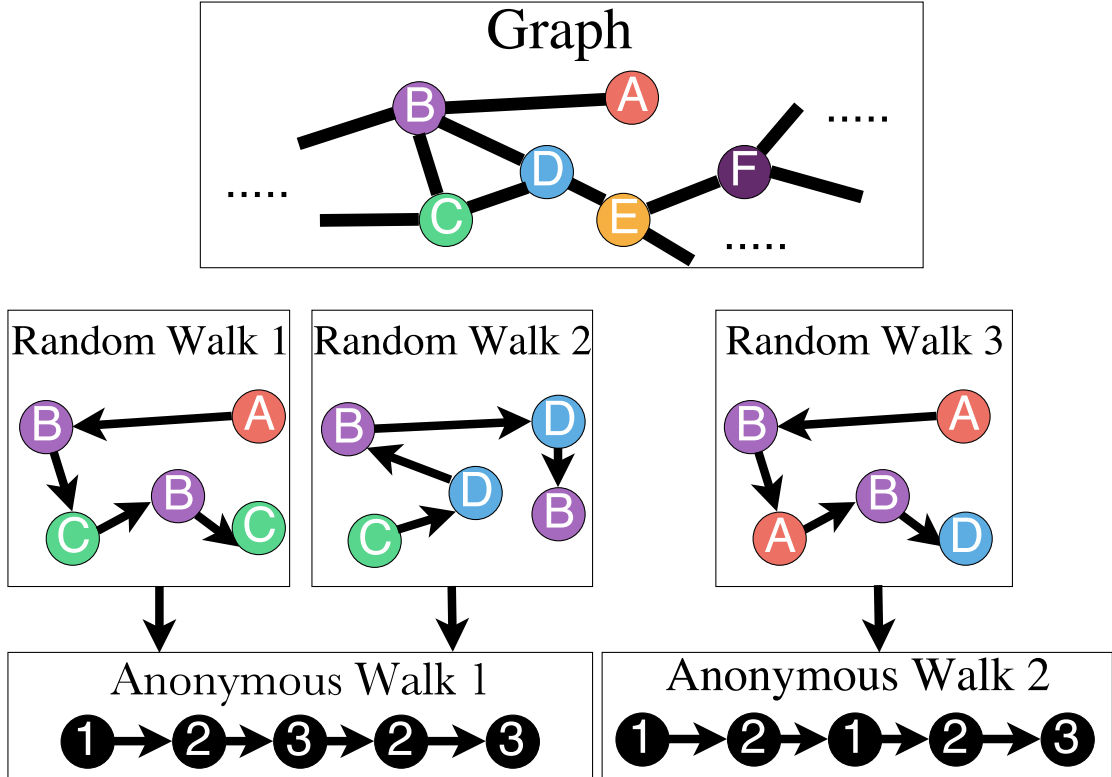 Graph
B A
D F
C E
.....
.....
.....
Random Walk 1
B A
B
C C
Random Walk 2
B D
D B
C
Random Walk 3
B A
B
A D
Anonymous Walk 1
1 2 3 2 3
Anonymous Walk 2
1 2 1 2 3